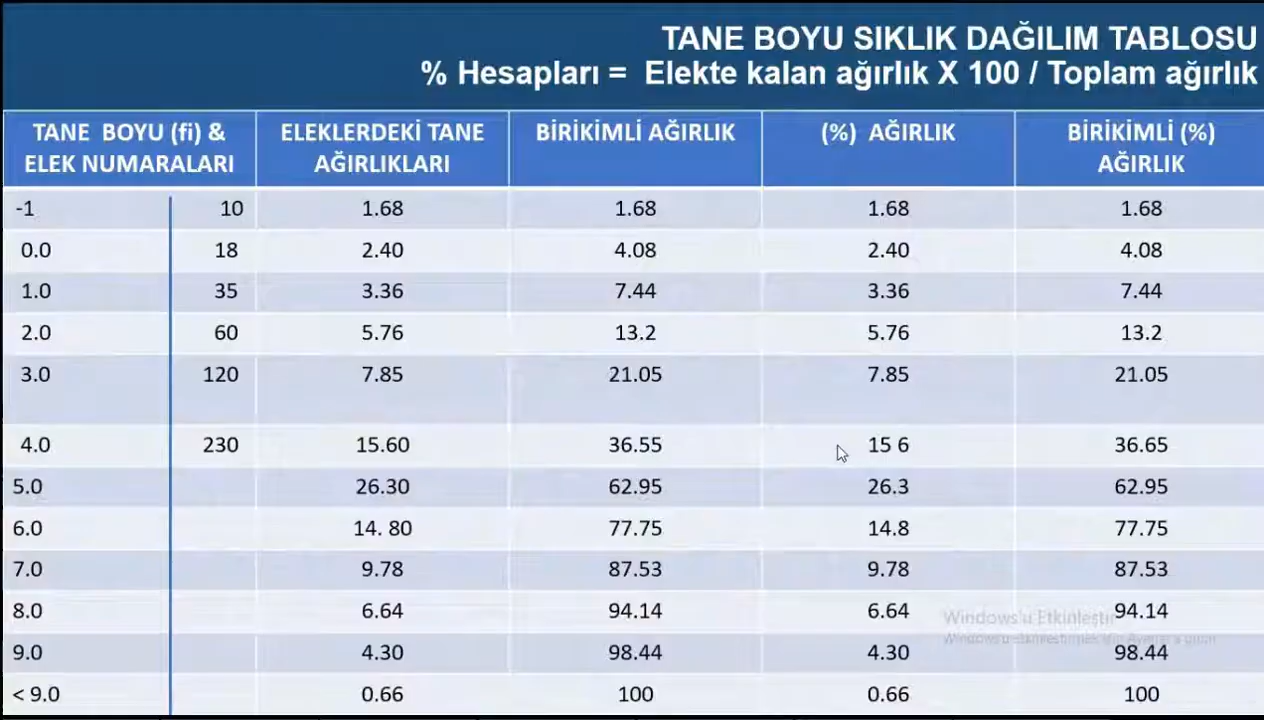 TANE BOYU SIKLIK DAĞILIM TABLOSU
% Hesapları = Elekte kalan ağırlık X 100 / Toplam ağırlık
TANE BOYU (fi) & ELEKLERDEKİ TANE BİRİKİMLİ AĞIRLIK (%) AĞIRLIK BİRİKİMLİ (%)
ELEK NUMARALARI AĞIRLIKLARI AĞIRLIK
-1 10 1.68 1.68 1.68 1.68
0.0 18 2.40 4.08 2.40 4.08
1.0 35 3.36 7.44 3.36 7.44
2.0 60 5.76 13.2 5.76 13.2
3.0 120 7.85 21.05 7.85 21.05
4.0 230 15.60 36.55 15 6 36.65
5.0 26.30 62.95 26.3 62.95
6.0 14. 80 77.75 14.8 77.75
7.0 9.78 87.53 9.78 87.53
8.0 6.64 94.14 6.64 94.14
Windows'u Etkinleştir
9.0 4.30 98.44 4.30 98.44
< 9.0 0.66 100 0.66 100